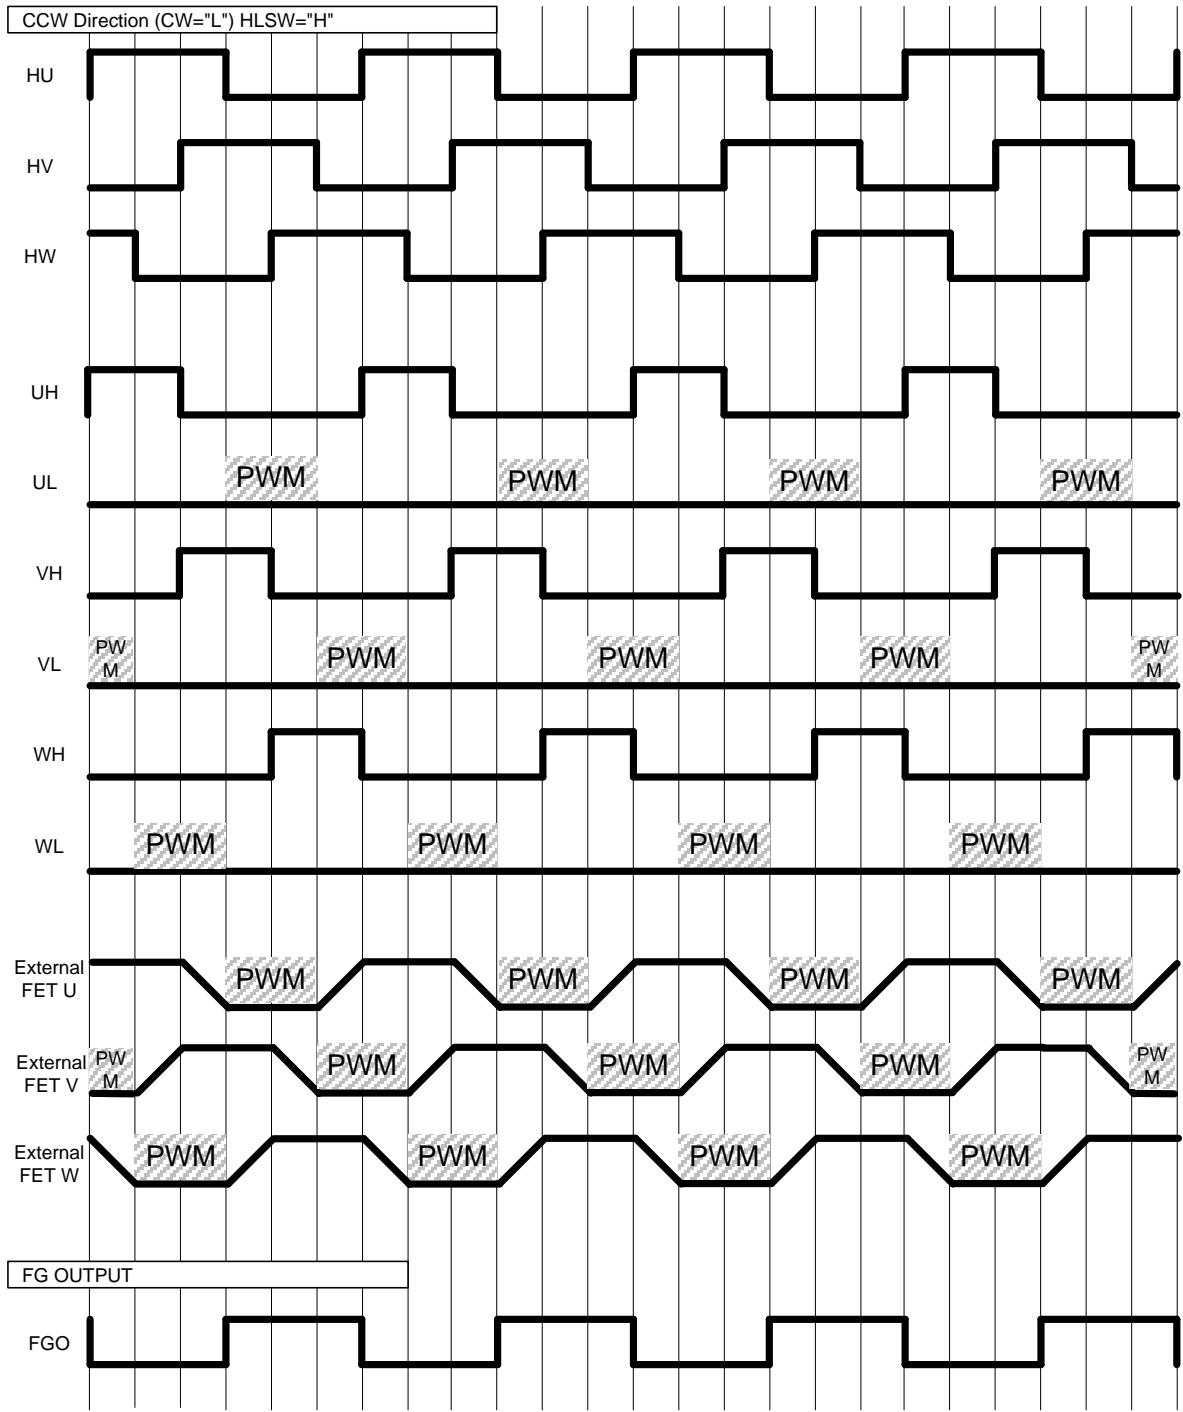 CCW Direction (CW="L") HLSW="H"
HU
HV
HW
UH
UL
PWM PWM PWM PWM
VH
VL
PW
M
PWM PWM PWM
PW
M
WH
WL
PWM PWM PWM PWM
External
FET U
PWM PWM PWM PWM
External
FET V
PW
M
PWM PWM PWM
PW
M
External
FET W
PWM PWM PWM PWM
FG OUTPUT
FGO